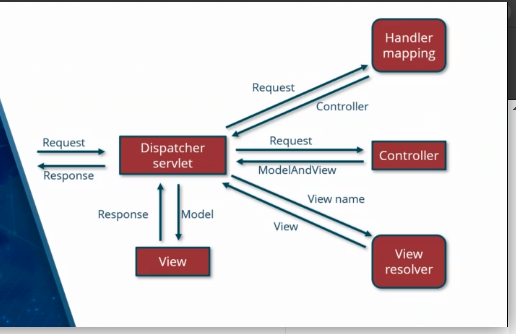 Handler
mapping
Request
Controller
Request
Response
Dispatcher
servlet
Request
ModelAndView
Controller
View name
View
Response
Model
View
View
resolver